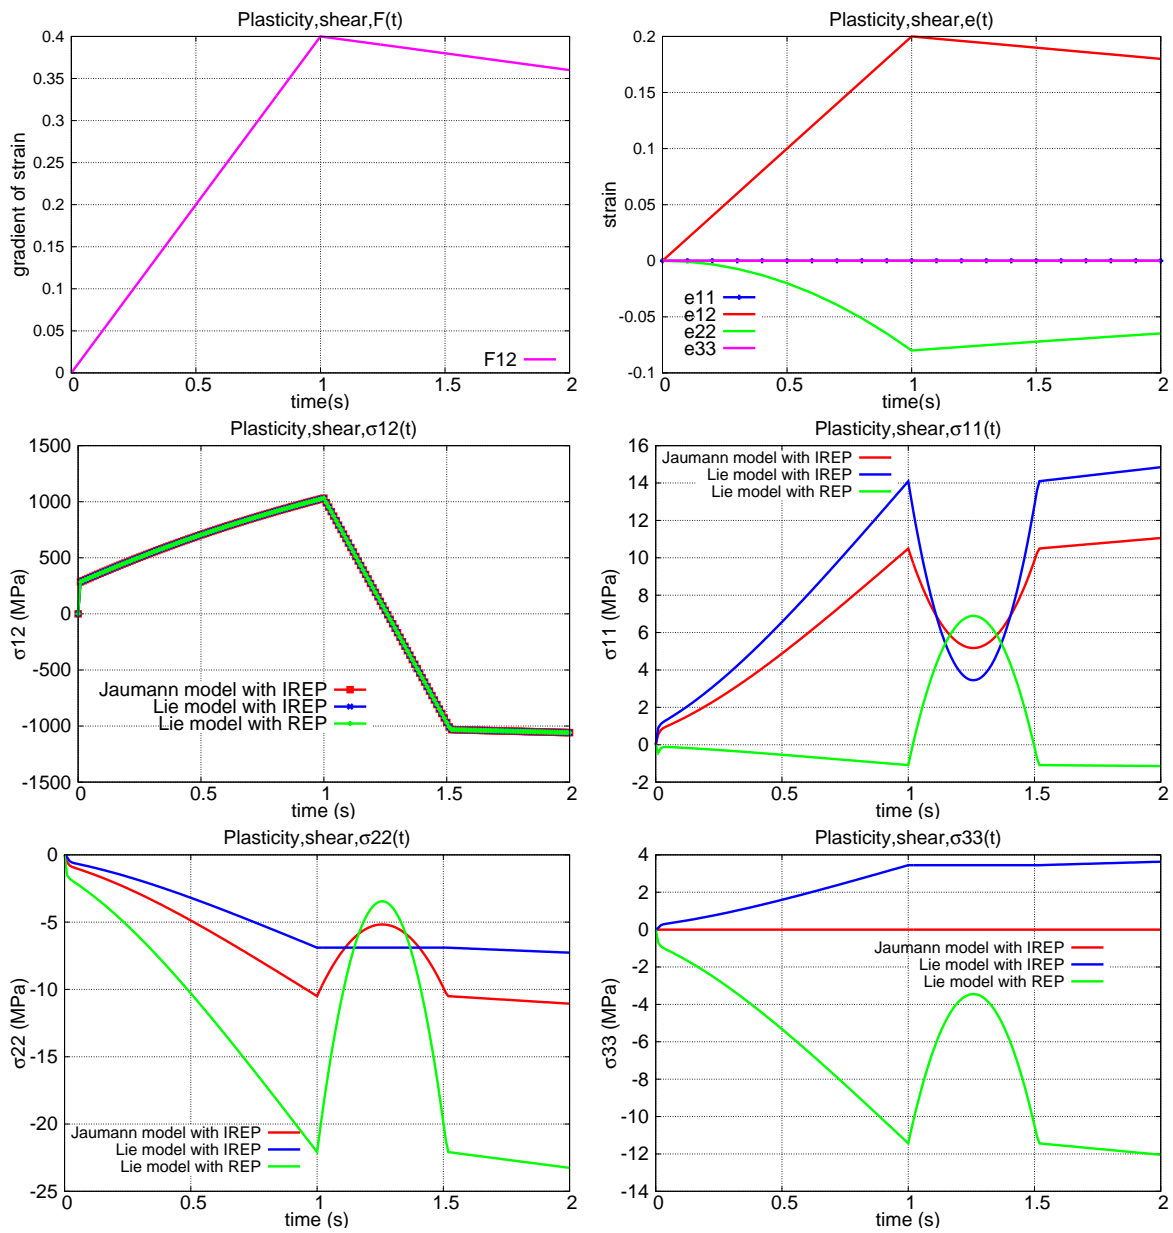 Plasticity,shear,F(t)
gradient of strain
0.4
0.35
0.3
0.25
0.2
0.15
0.1
0.05
0
F12
0 0.5 1 1.5 2
time(s)
Plasticity,shear,e(t)
strain
0.2
0.15
0.1
0.05
0
-0.05
-0.1
e11
e12
e22
e33
0 0.5 1 1.5 2
time(s)
Plasticity,shear,σ12(t)
σ12 (MPa)
1500
1000
500
0
-500
-1000
-1500
Jaumann model with IREP
Lie model with IREP
Lie model with REP
0 0.5 1 1.5 2
time (s)
Plasticity,shear,σ11(t)
σ11 (MPa)
16
14
12
10
8
6
4
2
0
-2
Jaumann model with IREP
Lie model with IREP
Lie model with REP
0 0.5 1 1.5 2
time (s)
Plasticity,shear,σ22(t)
σ22 (MPa)
0
-5
-10
-15
-20
-25
Jaumann model with IREP
Lie model with IREP
Lie model with REP
0 0.5 1 1.5 2
time (s)
Plasticity,shear,σ33(t)
σ33 (MPa)
4
2
0
-2
-4
-6
-8
-10
-12
-14
Jaumann model with IREP
Lie model with IREP
Lie model with REP
0 0.5 1 1.5 2
time (s)